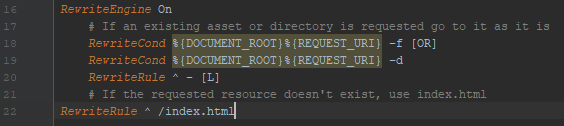 16 RewriteEngine On
17 # If an existing asset or directory is requested go to it as it is
18 RewriteCond %{DOCUMENT_ROOT}%{REQUEST_URI} -f [OR]
19 RewriteCond %{DOCUMENT_ROOT}%{REQUEST_URI} -d
20 RewriteRule ^ - [L]
21 # If the requested resource doesn't exist, use index.html
22 RewriteRule ^ /index.html